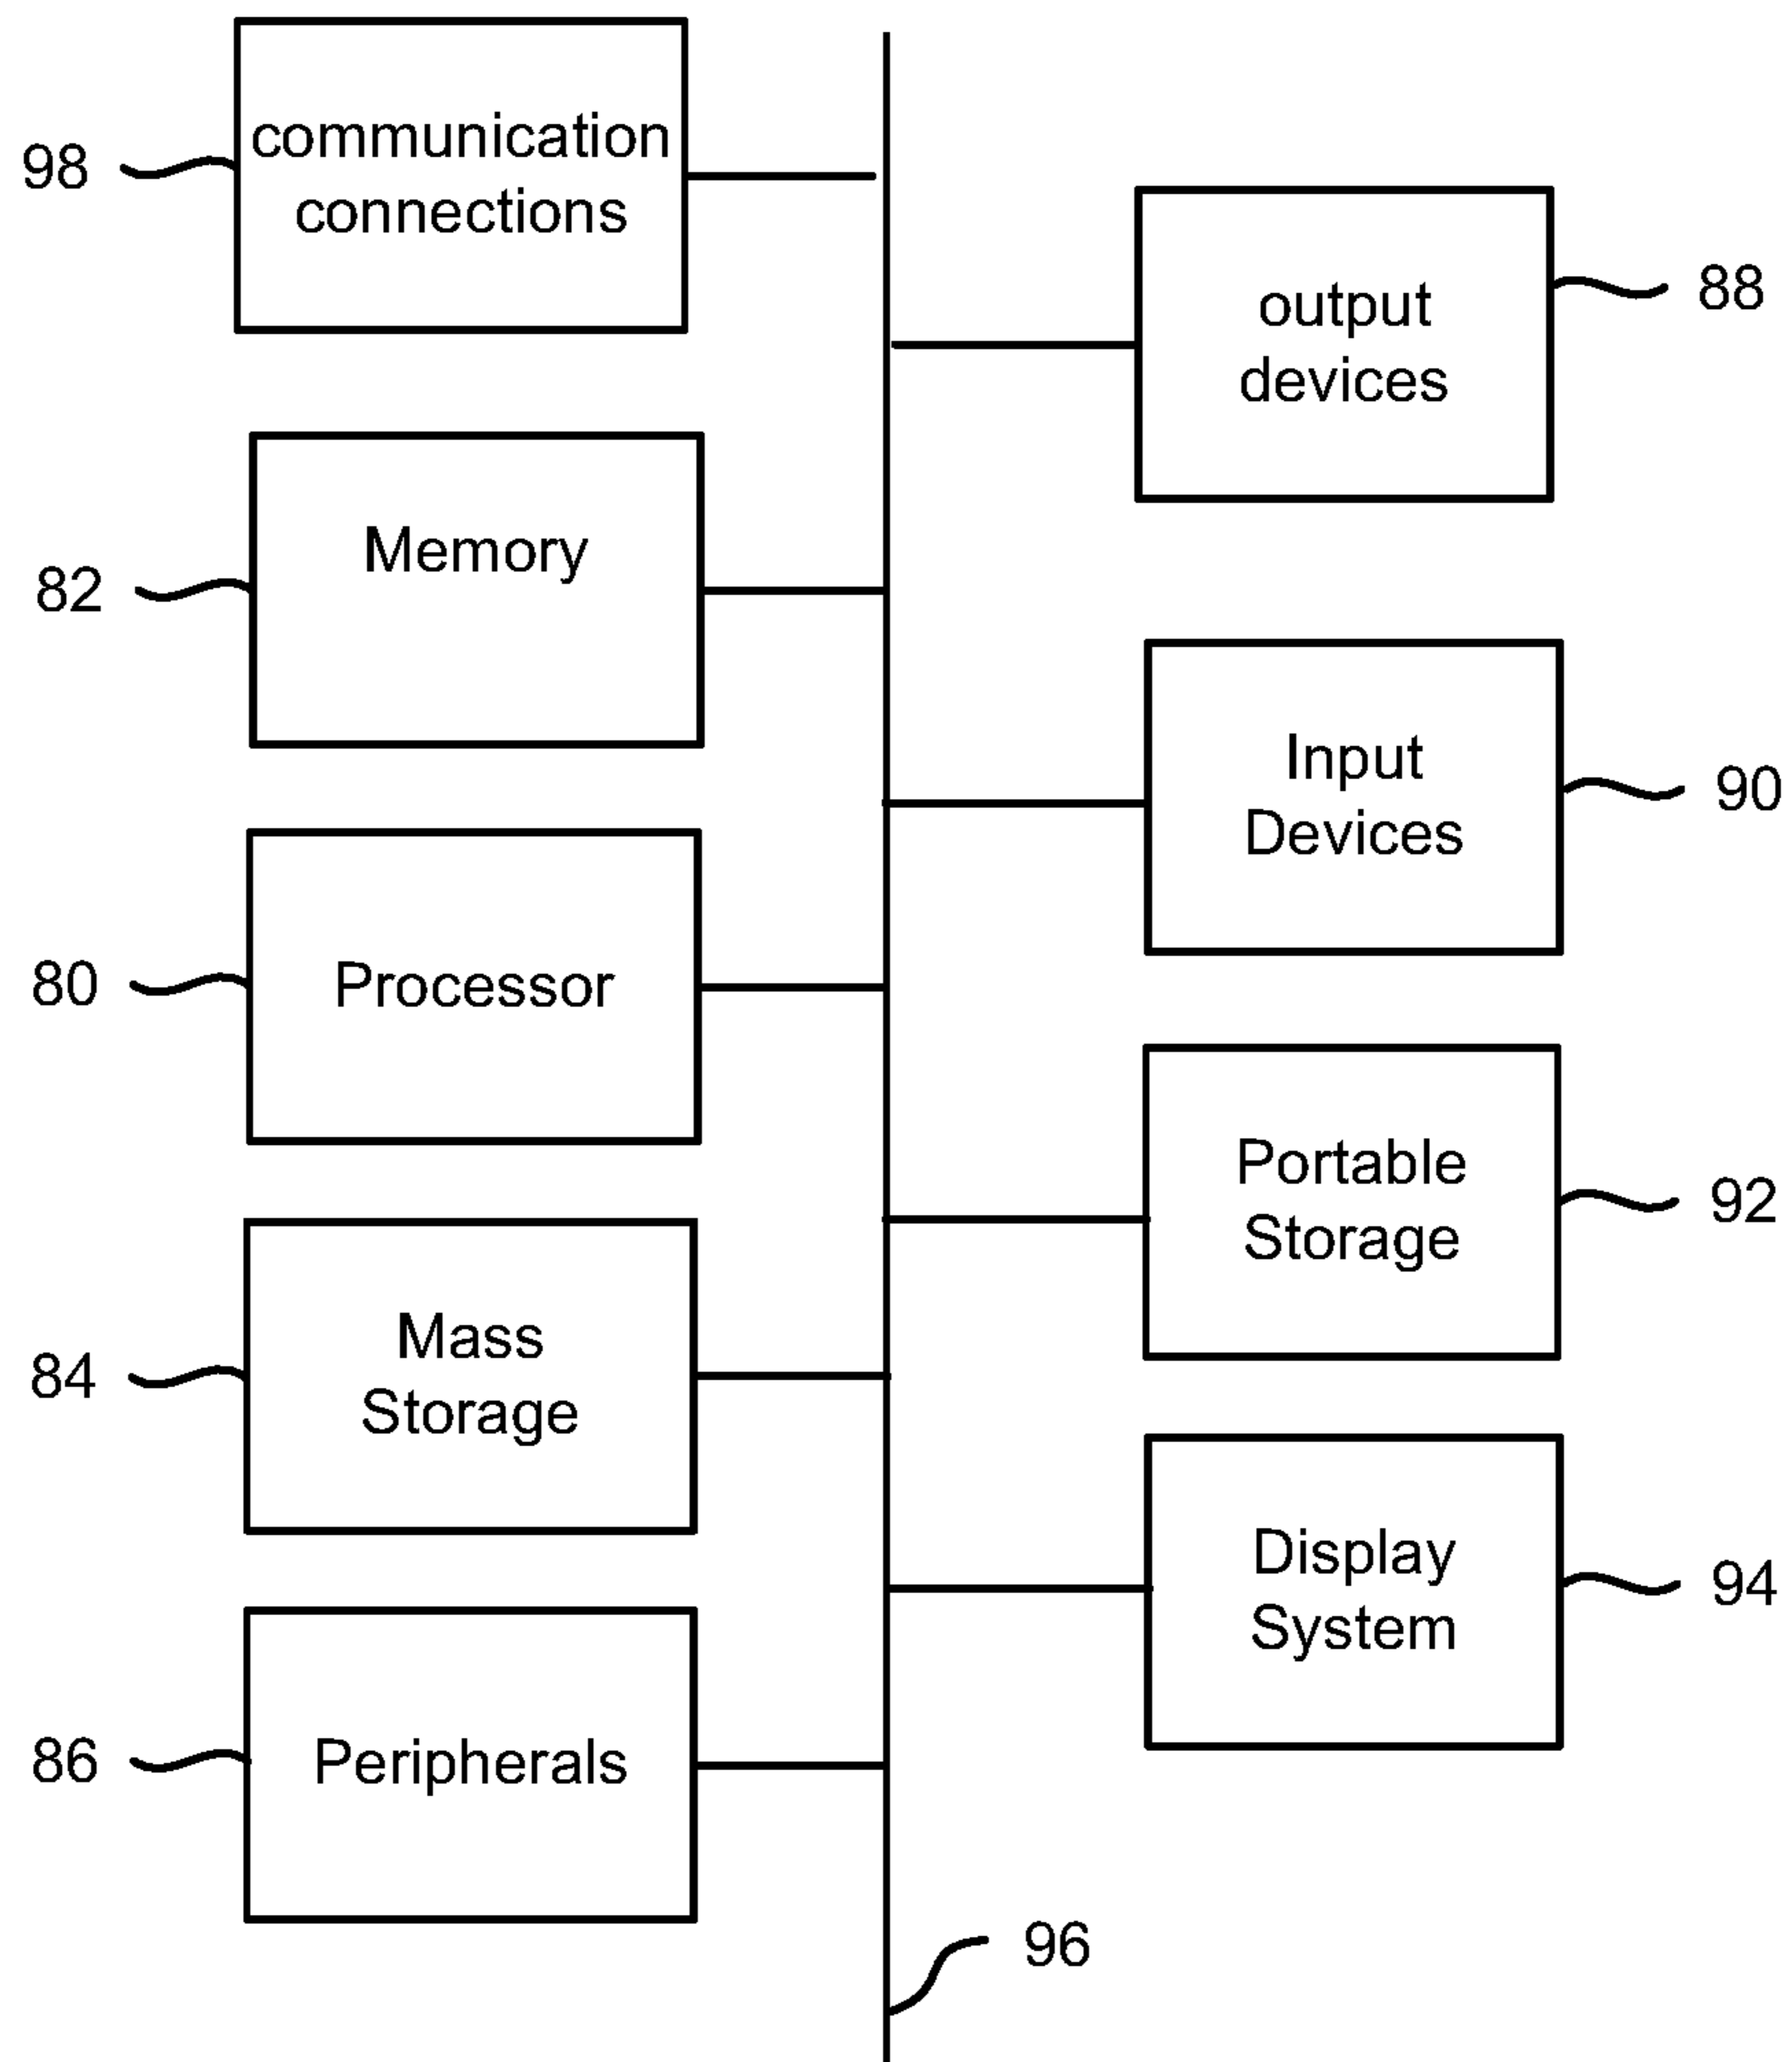 98
communication
connections
output
devices
88
82
Memory
Input
Devices
90
80
Processor
Portable
Storage
92
84
Mass
Storage
Display
System
94
86
Peripherals
96